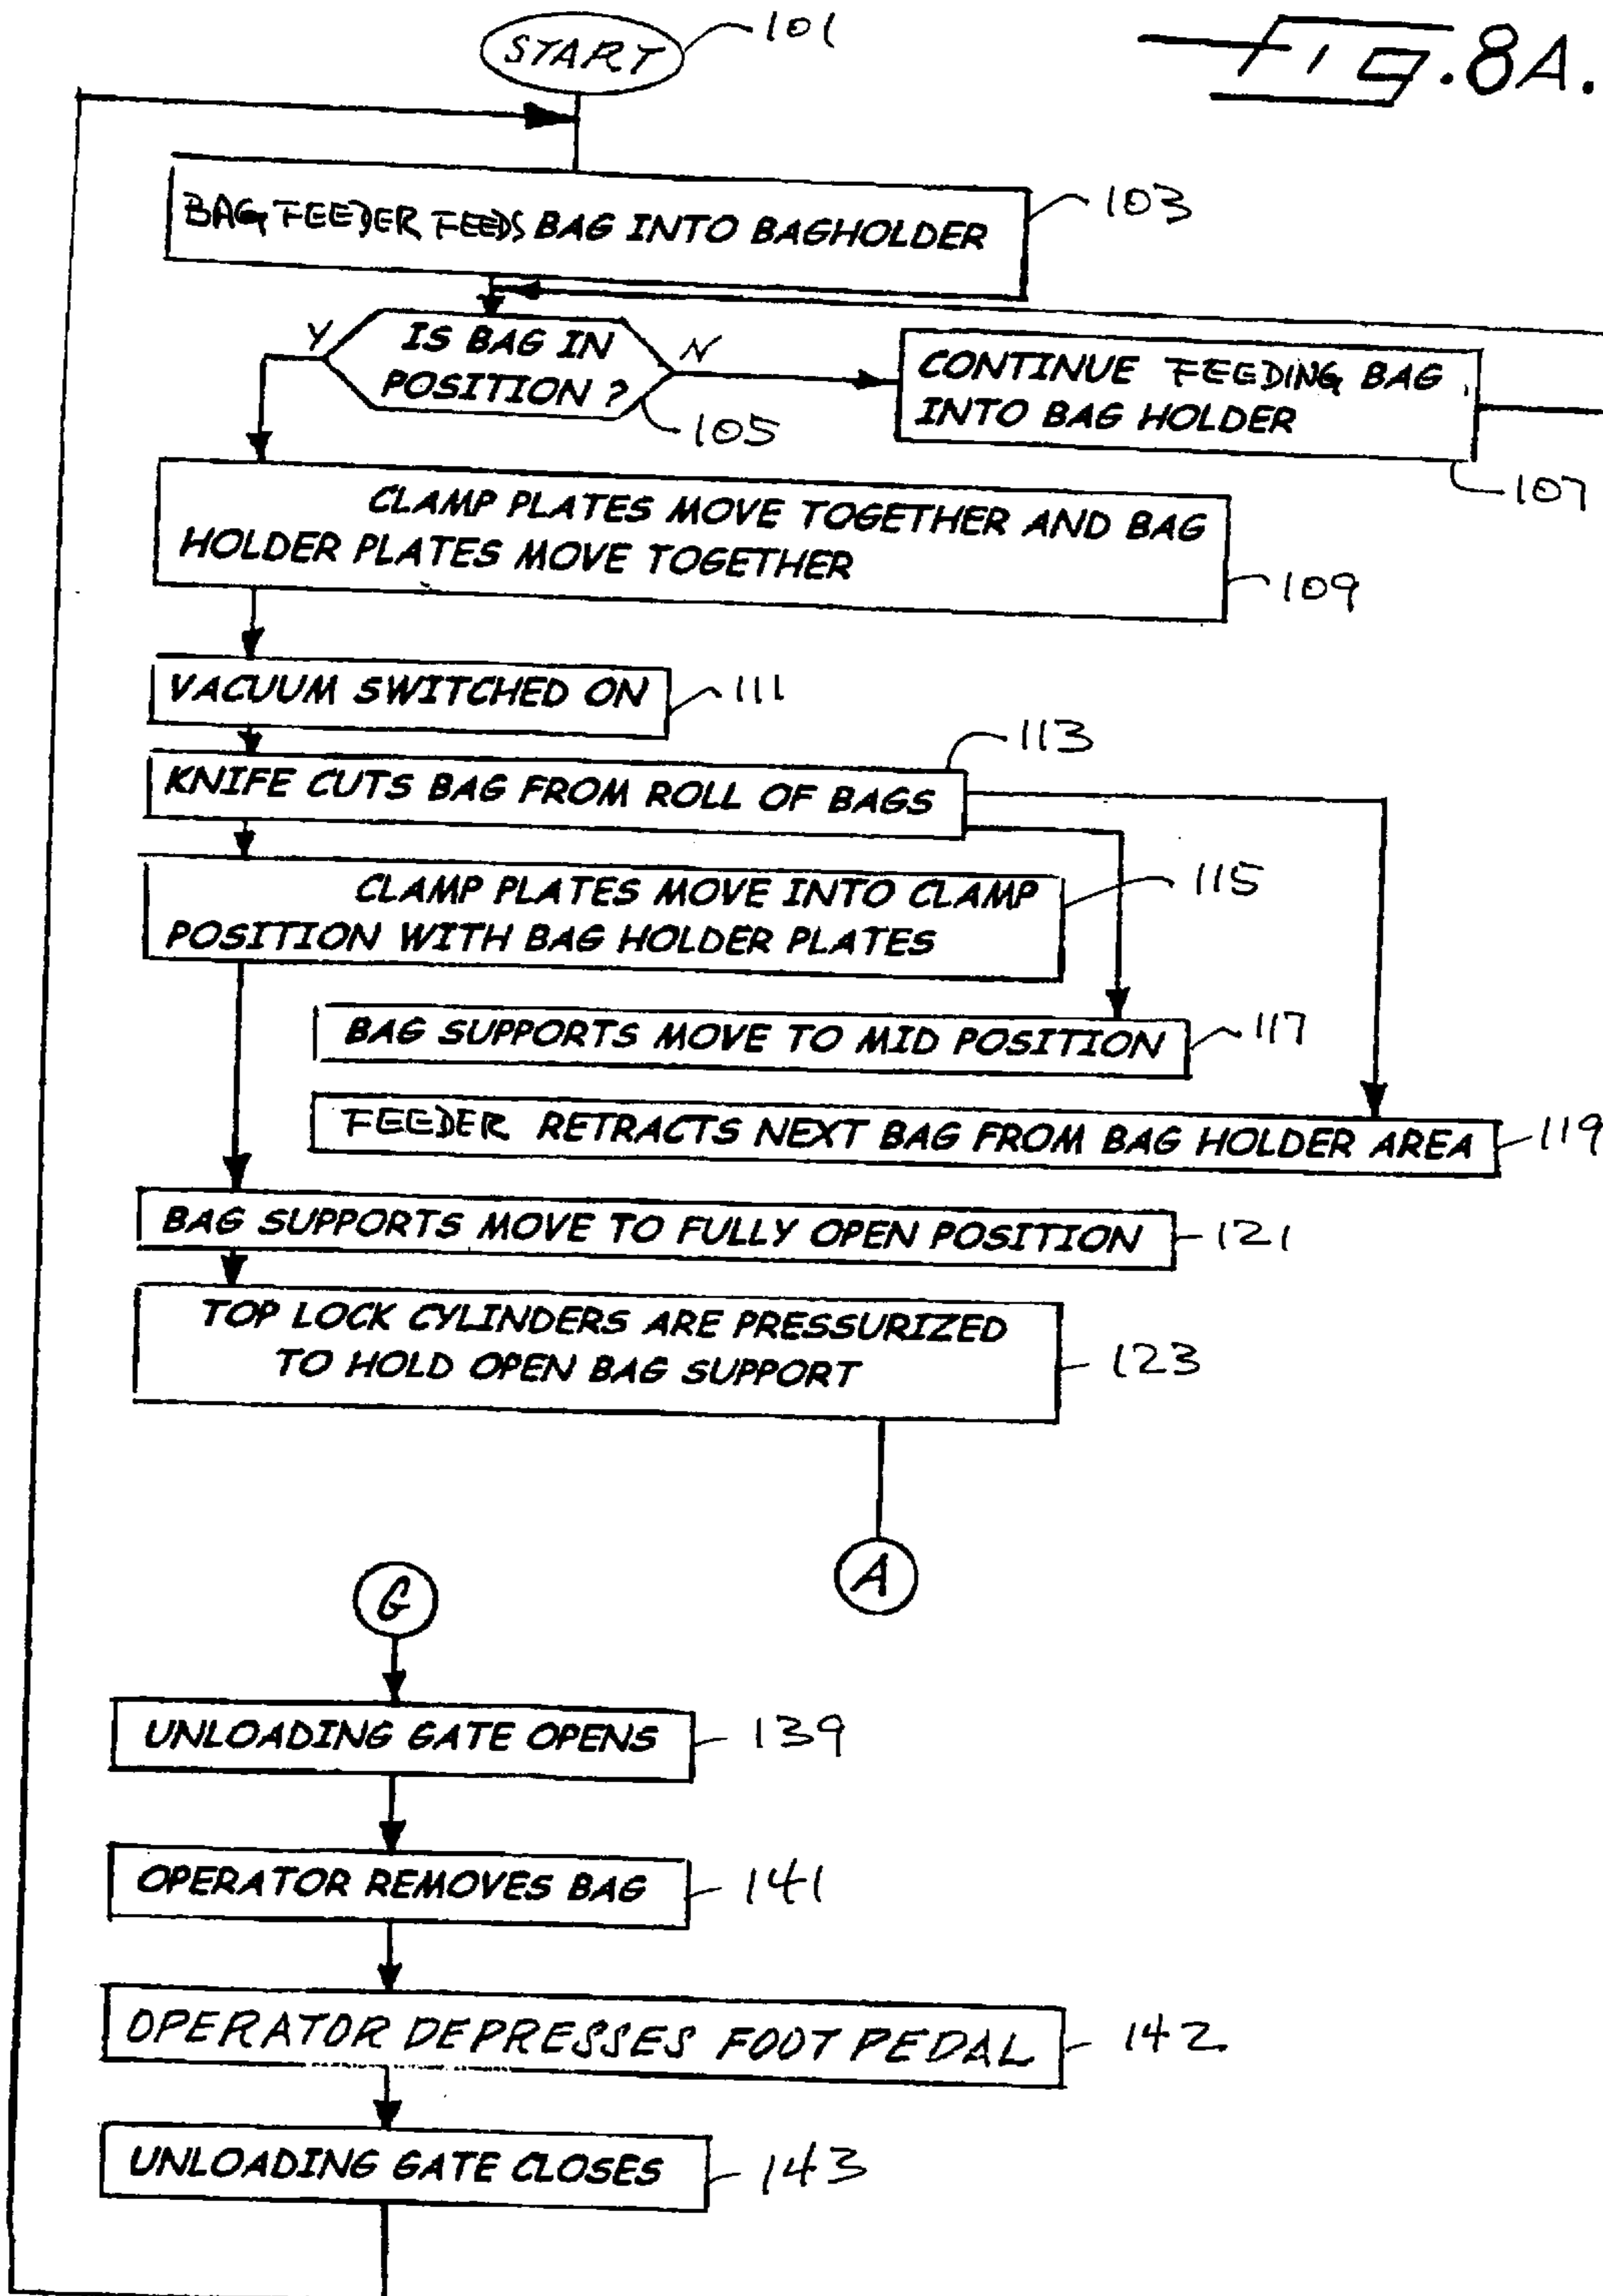 START
101
Fig. 8A.
BAG FEEDER FEEDS BAG INTO BAGHOLDER
103
Y
IS BAG IN
POSITION ?
N
105
CONTINUE FEEDING BAG
INTO BAG HOLDER
107
CLAMP PLATES MOVE TOGETHER AND BAG
HOLDER PLATES MOVE TOGETHER
109
VACUUM SWITCHED ON
111
113
KNIFE CUTS BAG FROM ROLL OF BAGS
CLAMP PLATES MOVE INTO CLAMP
POSITION WITH BAG HOLDER PLATES
115
BAG SUPPORTS MOVE TO MID POSITION
117
FEEDER RETRACTS NEXT BAG FROM BAG HOLDER AREA
119
BAG SUPPORTS MOVE TO FULLY OPEN POSITION
121
TOP LOCK CYLINDERS ARE PRESSURIZED
TO HOLD OPEN BAG SUPPORT
123
G
A
UNLOADING GATE OPENS
139
OPERATOR REMOVES BAG
141
OPERATOR DEPRESSES FOOT PEDAL
142
UNLOADING GATE CLOSES
143